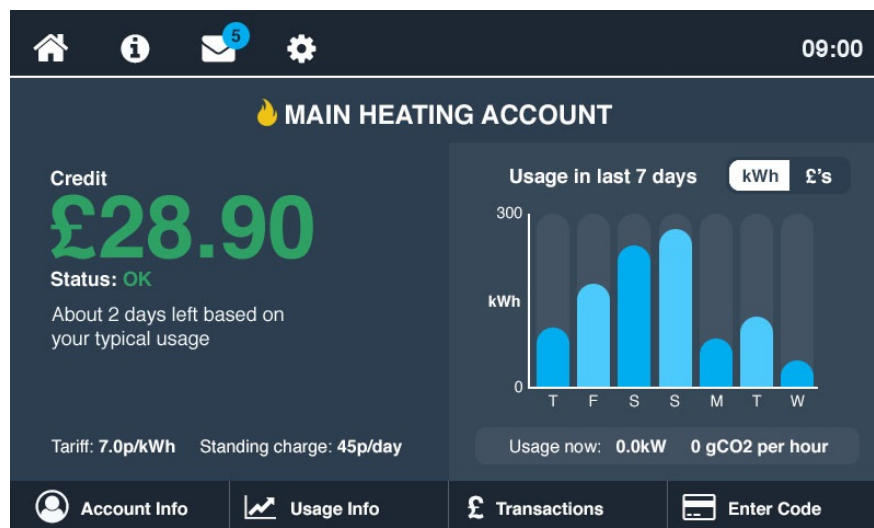 5
09:00
MAIN HEATING ACCOUNT
Credit
£28.90
Status: OK
About 2 days left based on
your typical usage
Tariff: 7.0p/kWh Standing charge: 45p/day
Usage in last 7 days kWh £'s
300
kWh
0
T F S S M T W
Usage now: 0.0kW 0 gCO2 per hour
Account Info
Usage Info
£ Transactions
Enter Code